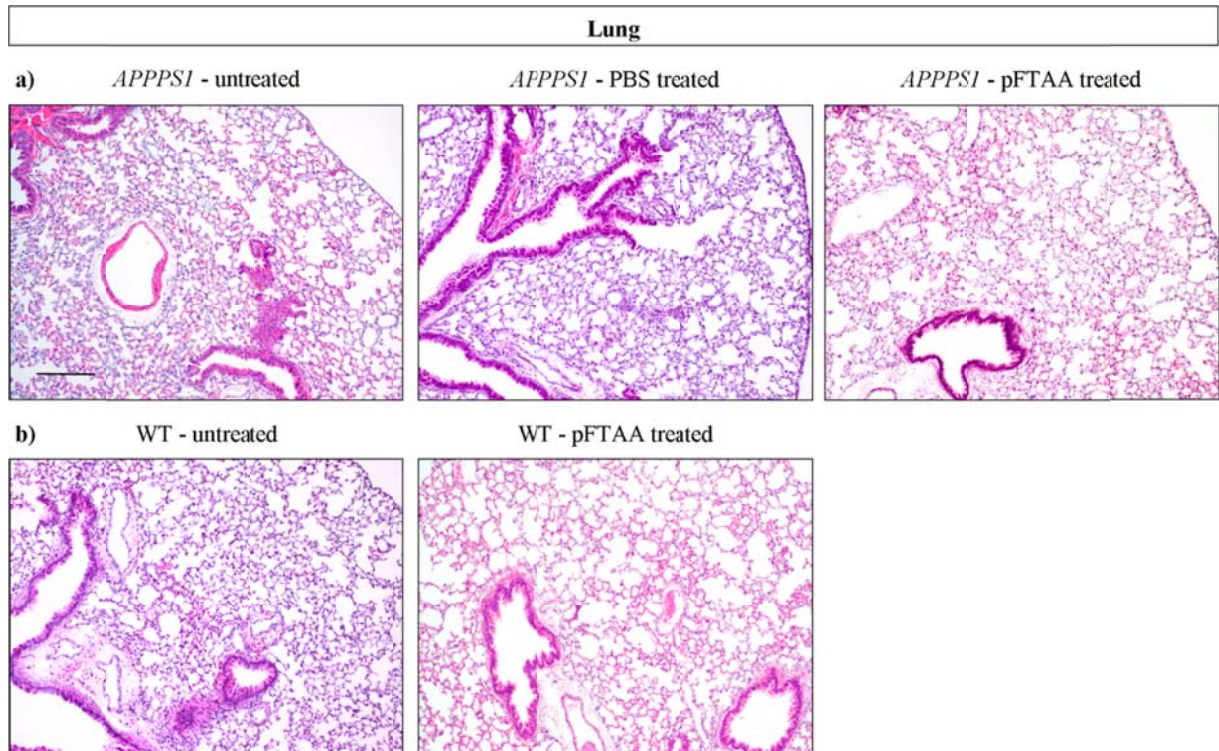 Lung
a) APPPS1 - untreated APPPS1 - PBS treated APPPS1 - pFTAA treated
b) WT - untreated WT - pFTAA treated